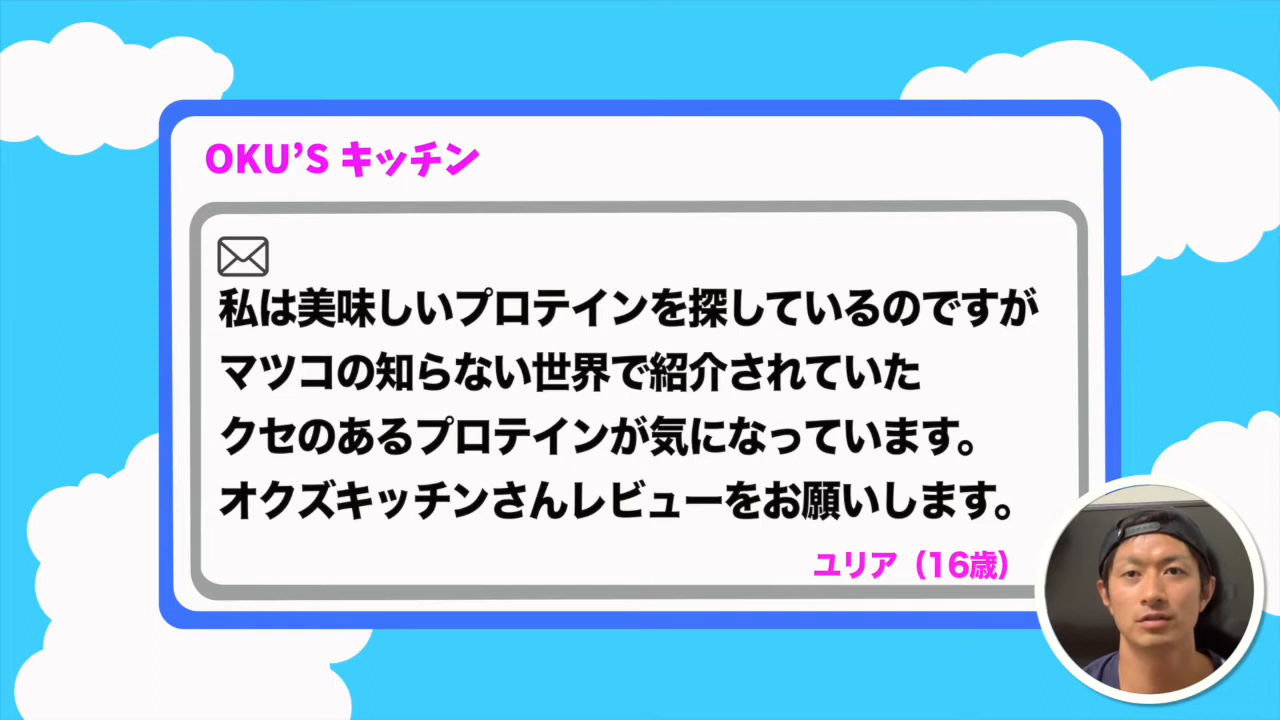 OKU'S キッチン
私は美味しいプロテインを探しているのですが
マツコの知らない世界で紹介されていた
クセのあるプロテインが気になっています。
オクズキッチンさんレビューをお願いします。
ユリア（16歳）